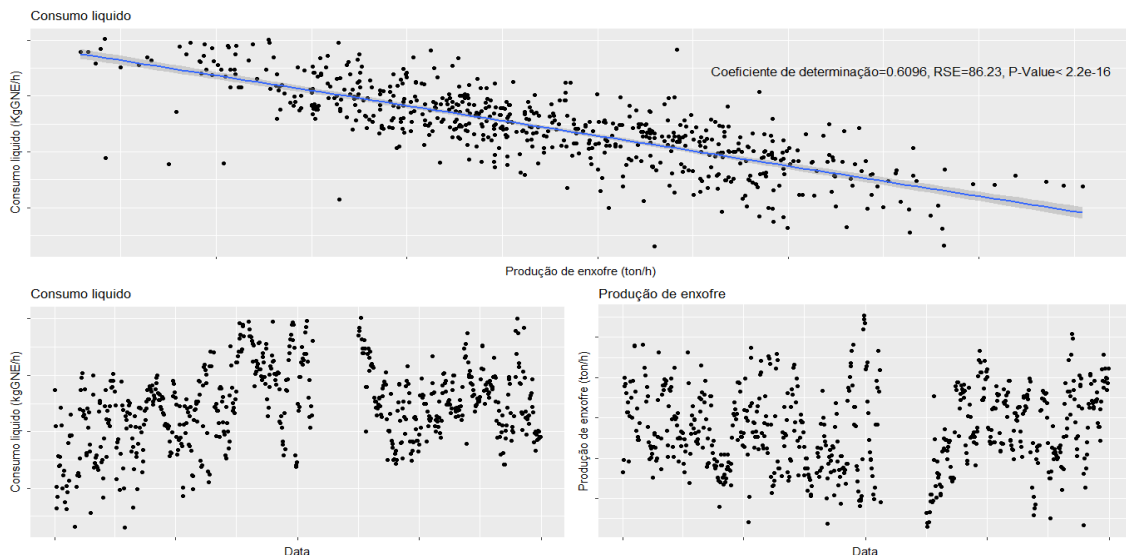 Consumo liquido
Coeficiente de determinação=0.6096, RSE=86.23, P-Value< 2.2e-16
Consumo liquido (KgGNE/h)
Produção de enxofre (ton/h)
Consumo liquido
Consumo liquido (kgGNE/h)
Data
Produção de enxofre
Produção de enxofre (ton/h)
Data